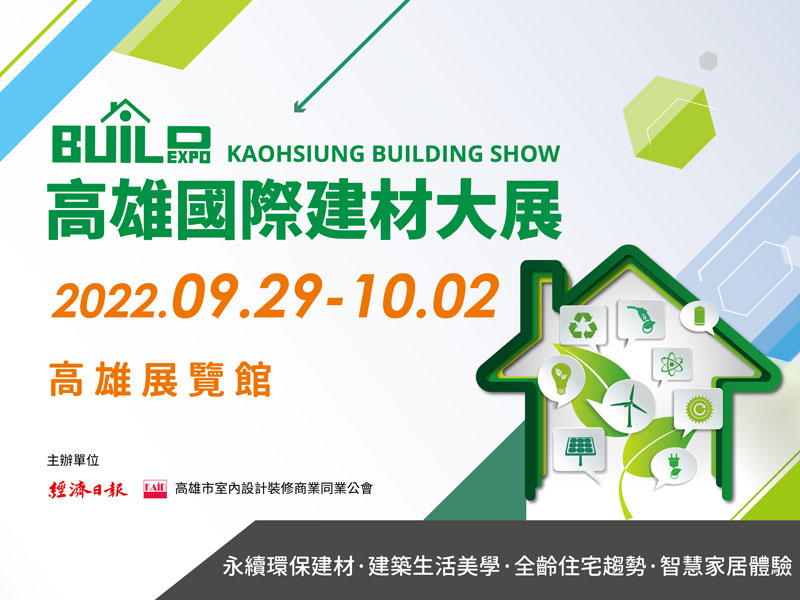 BUILD EXPO KAOHSIUNG BUILDING SHOW
高雄國際建材大展
2022.09.29-10.02
高雄展覽館
主辦單位
經濟日報 KAID 高雄市室內設計裝修商業同業公會
永續環保建材·建築生活美學·全齡住宅趨勢·智慧家居體驗